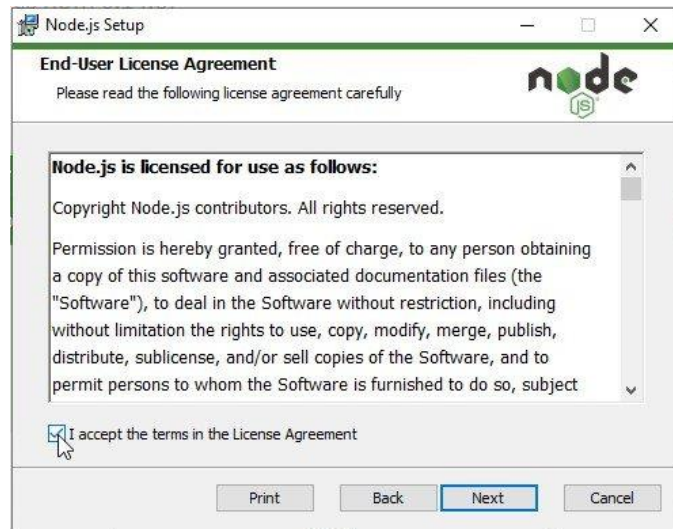 Node.js Setup
End-User License Agreement
Please read the following license agreement carefully
node
JS
Node.js is licensed for use as follows:
Copyright Node.js contributors. All rights reserved.
Permission is hereby granted, free of charge, to any person obtaining
a copy of this software and associated documentation files (the
"Software"), to deal in the Software without restriction, including
without limitation the rights to use, copy, modify, merge, publish,
distribute, sublicense, and/or sell copies of the Software, and to
permit persons to whom the Software is furnished to do so, subject
I accept the terms in the License Agreement
Print Back Next Cancel